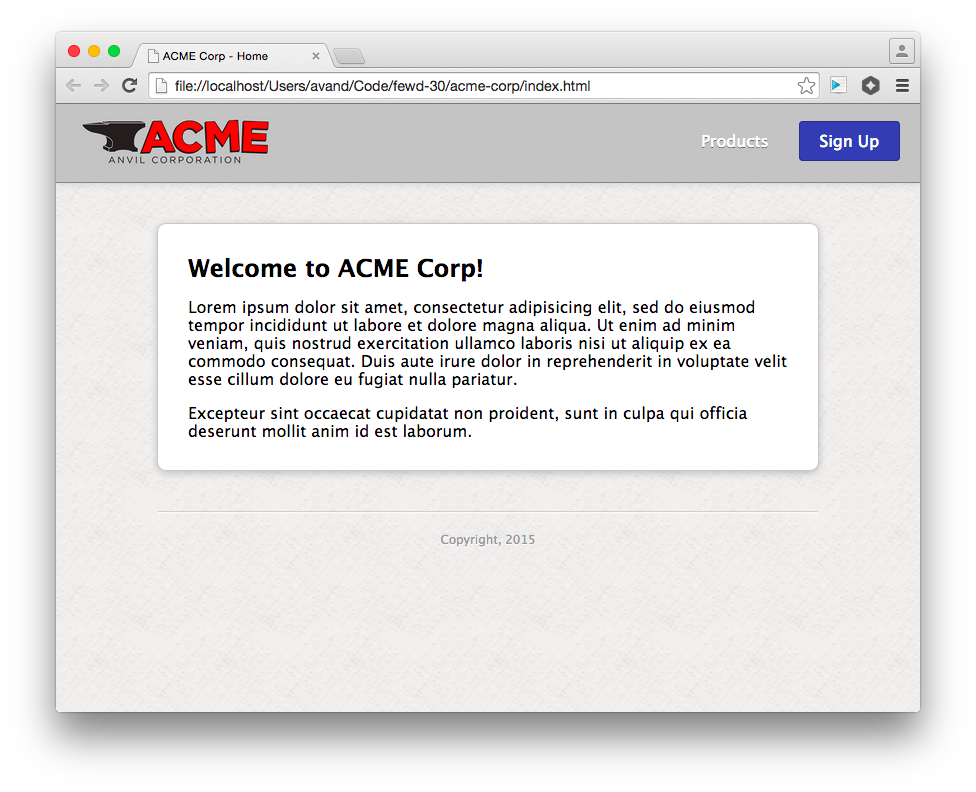 ACME Corp - Home
file://localhost/Users/avand/Code/fewd-30/acme-corp/index.html
ACME
ANVIL CORPORATION
Products
Sign Up
Welcome to ACME Corp!
Lorem ipsum dolor sit amet, consectetur adipisicing elit, sed do eiusmod
tempor incididunt ut labore et dolore magna aliqua. Ut enim ad minim
veniam, quis nostrud exercitation ullamco laboris nisi ut aliquip ex ea
commodo consequat. Duis aute irure dolor in reprehenderit in voluptate velit
esse cillum dolore eu fugiat nulla pariatur.
Excepteur sint occaecat cupidatat non proident, sunt in culpa qui officia
deserunt mollit anim id est laborum.
Copyright, 2015